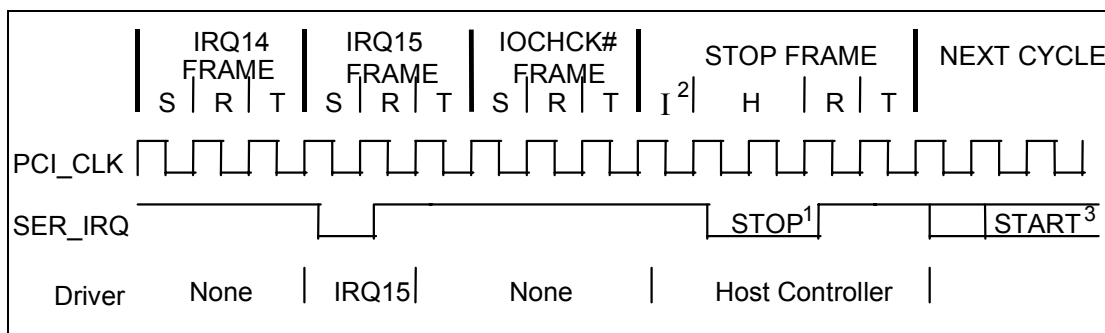 IRQ14 FRAME IRQ15 FRAME IOCHCK# FRAME STOP FRAME NEXT CYCLE
S R T S R T S R T I2 H R T
PCI_CLK
SER_IRQ STOP1 START3
Driver None IRQ15 None Host Controller